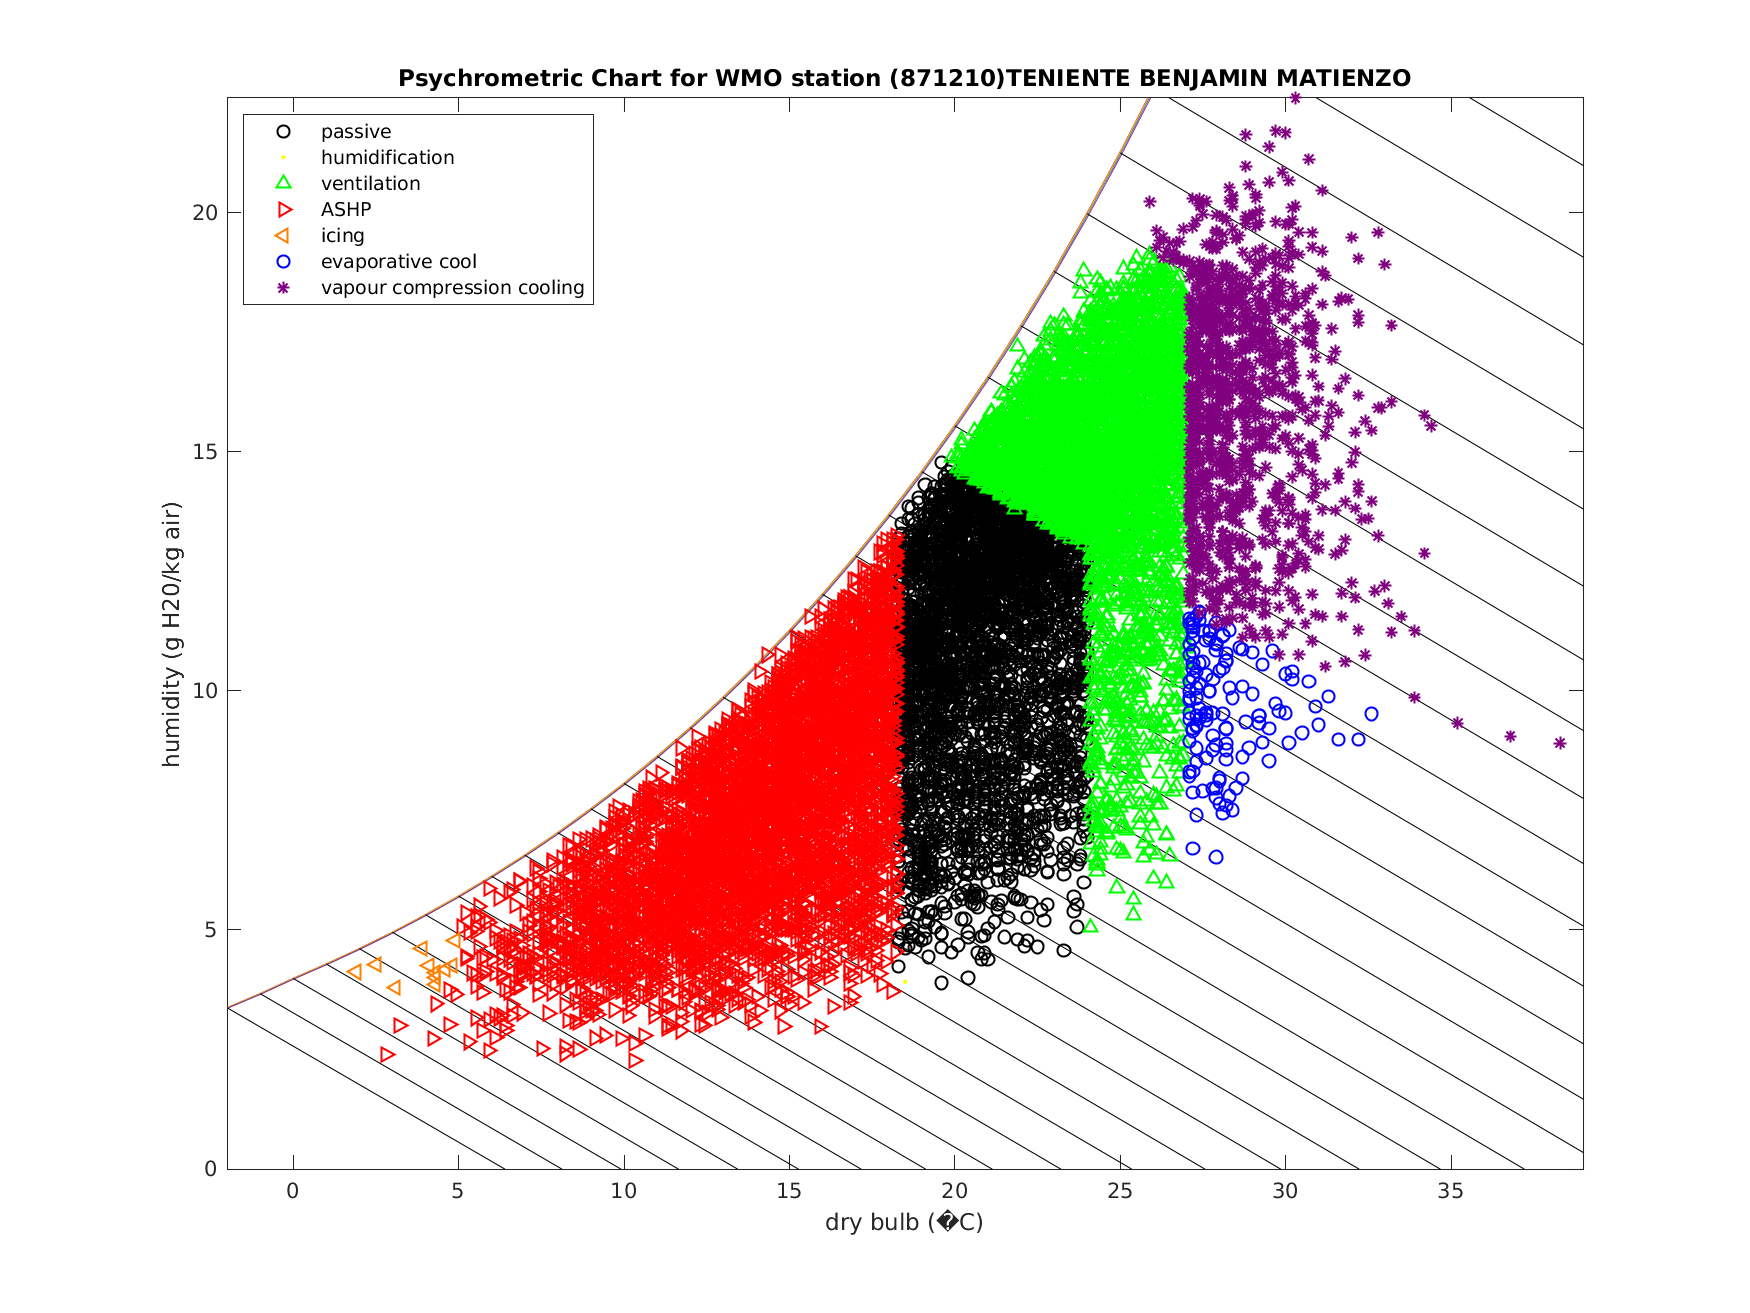 Psychrometric Chart for WMO station (871210)TENIENTE BENJAMIN MATIENZO
passive
humidification
ventilation
ASHP
icing
evaporative cool
vapour compression cooling
20
15
10
5
0
humidity (g H20/kg air)
0 5 10 15 20 25 30 35
dry bulb (�C)